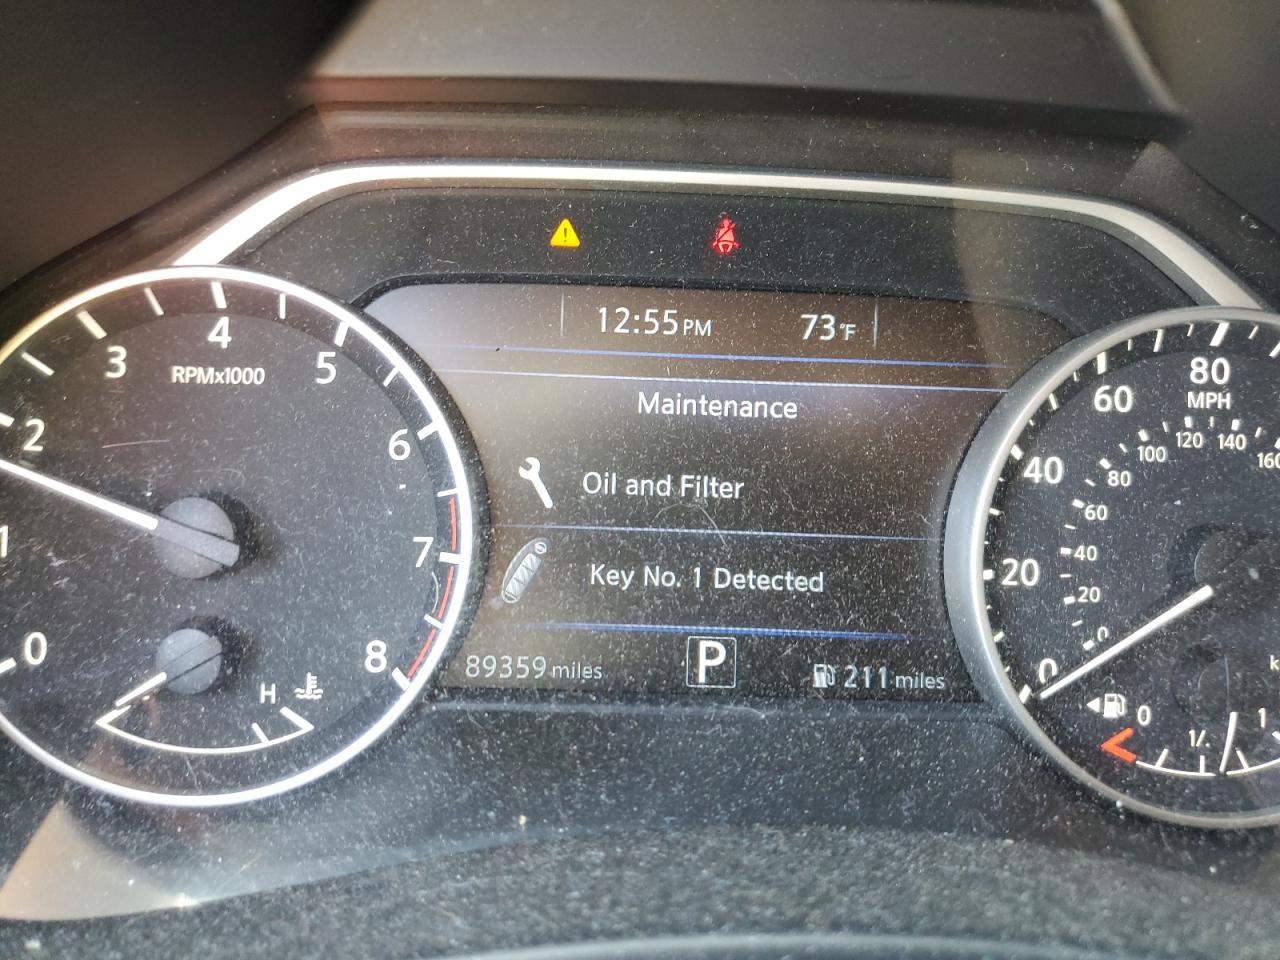 12:55 PM 73°F
Maintenance
Oil and Filter
Key No. 1 Detected
89359 miles P 211 miles
0 1 2 3 4 5 6 7 8
RPMx1000
H
0 20 40 60 80
MPH
0 20 40 60 80 100 120 140 160
0 1/ 1